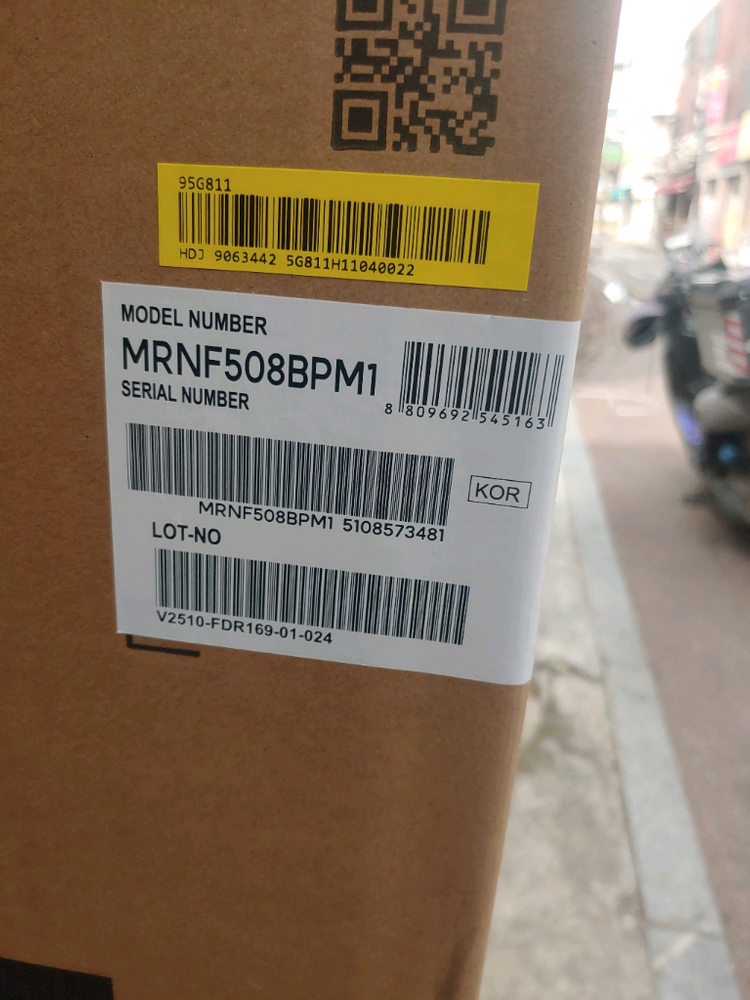 95G811
HDJ 9063442 5G811H11040022
MODEL NUMBER
MRNF508BPM1
SERIAL NUMBER
8 809692 545163
MRNF508BPM1 5108573481
KOR
LOT-NO
V2510-FDR169-01-024